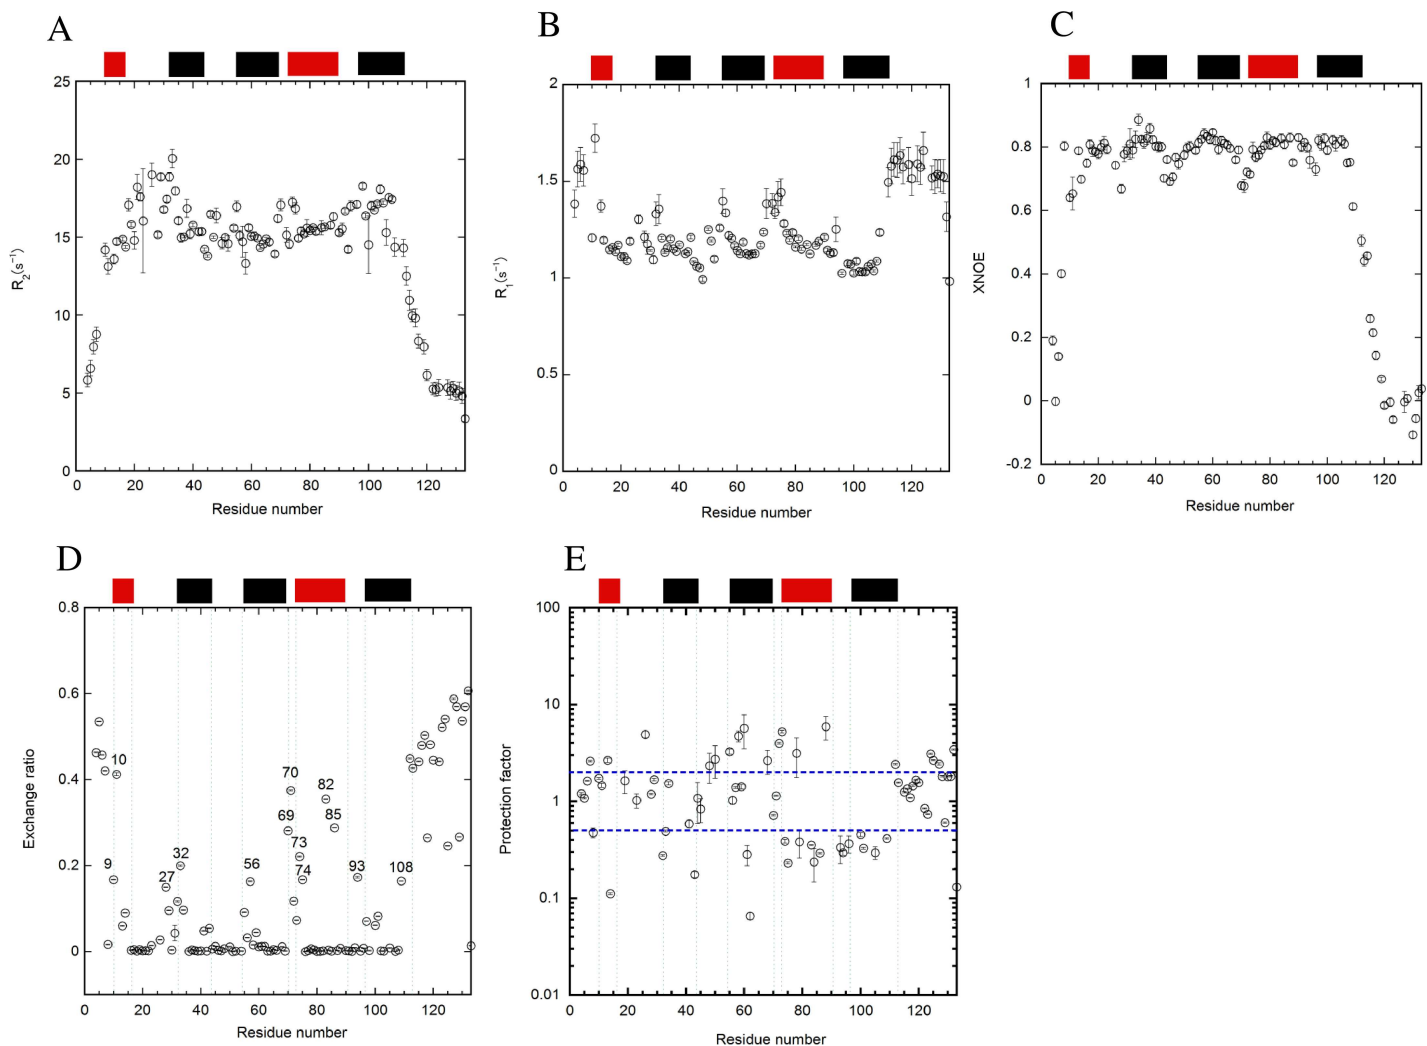 A
B
C
25
20
15
10
5
0
R2(s⁻¹)
0 20 40 60 80 100 120
Residue number
2
1.5
1
0.5
0
R1(s⁻¹)
0 20 40 60 80 100 120
Residue number
1
0.8
0.6
0.4
0.2
0
-0.2
XNOE
0 20 40 60 80 100 120
Residue number
D
E
0.8
0.6
0.4
0.2
0
Exchange ratio
10
9
27
32
56
69
70
73
74
82
85
93
108
0 20 40 60 80 100 120
Residue number
100
10
1
0.1
0.01
Protection factor
0 20 40 60 80 100 120
Residue number